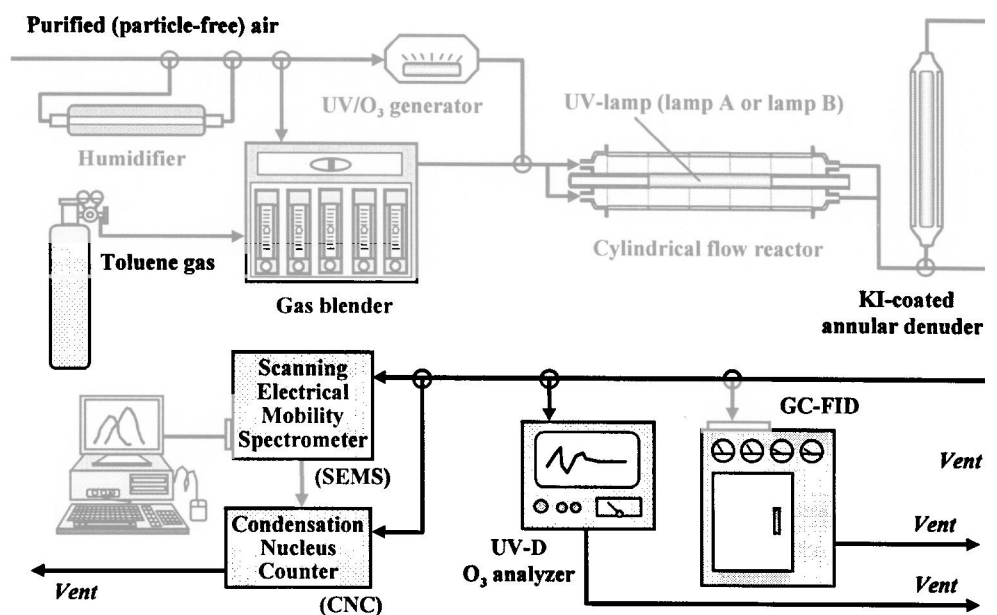 Purified (particle-free) air
UV/O₃ generator
UV-lamp (lamp A or lamp B)
Humidifier
Toluene gas
Gas blender
Cylindrical flow reactor
KI-coated
annular denuder
Scanning
Electrical
Mobility
Spectrometer
(SEMS)
GC-FID
Vent
Condensation
Nucleus
Counter
(CNC)
UV-D
O₃ analyzer
Vent
Vent
Vent